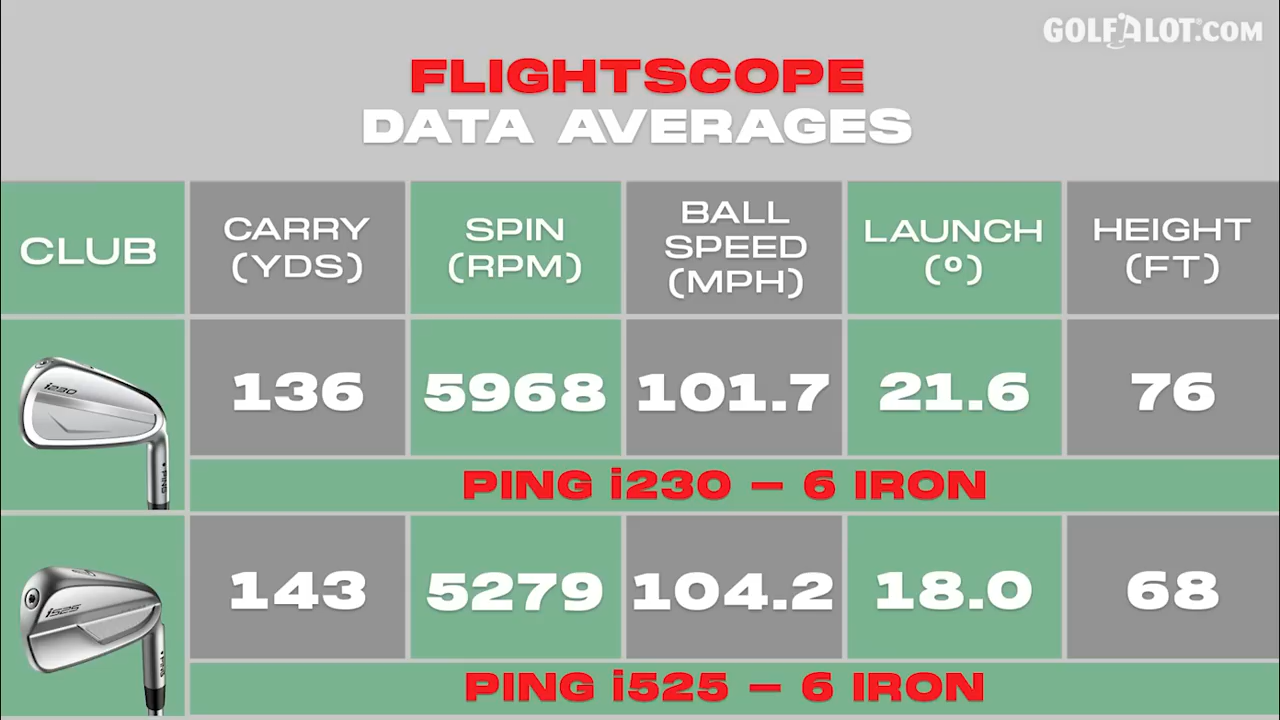 GOLFALOT.COM
FLIGHTSCOPE
DATA AVERAGES
CLUB
CARRY
(YDS)
SPIN
(RPM)
BALL
SPEED
(MPH)
LAUNCH
(º)
HEIGHT
(FT)
i230
PING
136
5968
101.7
21.6
76
PING i230 – 6 IRON
i525
PING
143
5279
104.2
18.0
68
PING i525 – 6 IRON